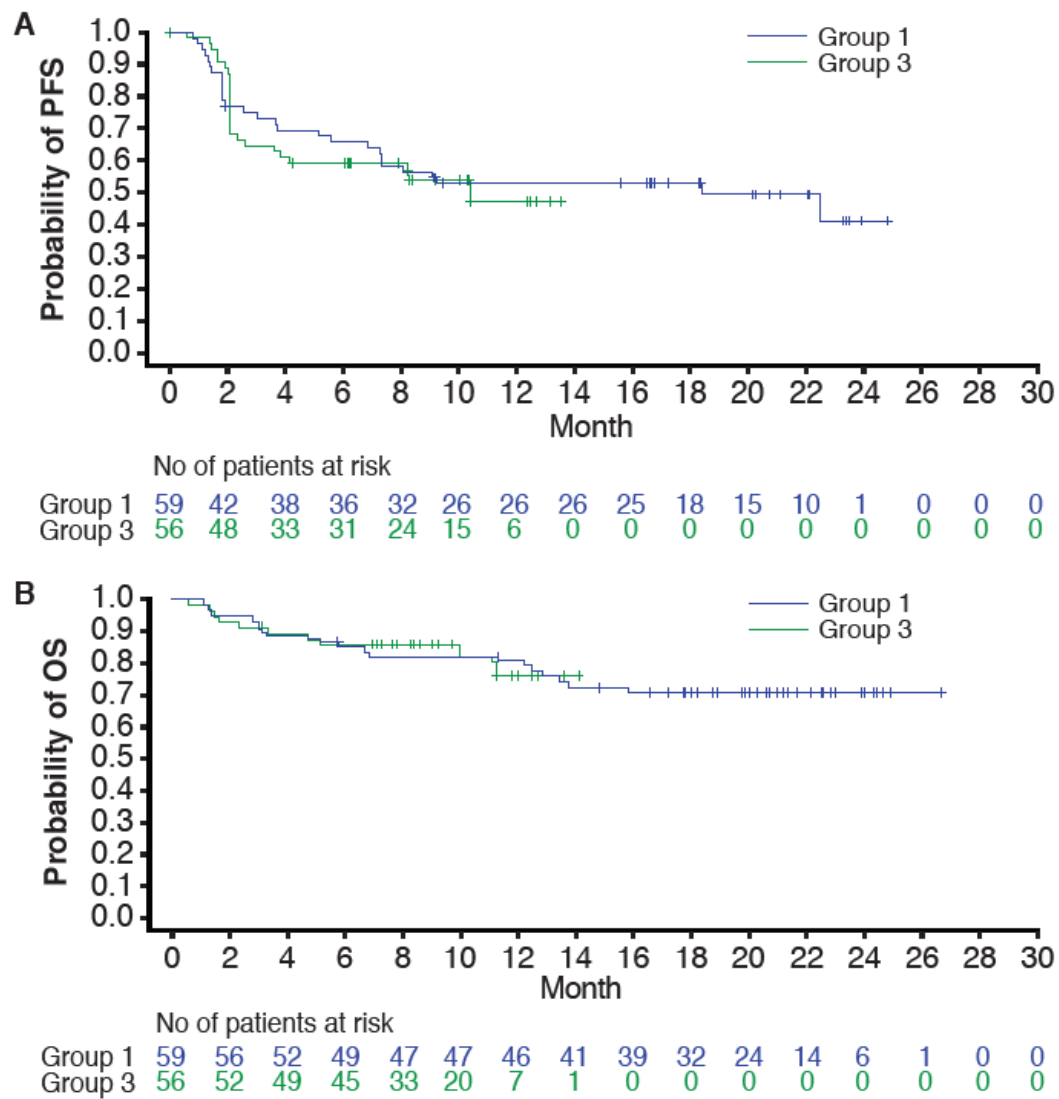 A
Probability of PFS
1.0
0.9
0.8
0.7
0.6
0.5
0.4
0.3
0.2
0.1
0.0
Group 1
Group 3
0 2 4 6 8 10 12 14 16 18 20 22 24 26 28 30
Month
No of patients at risk
Group 1 59 42 38 36 32 26 26 26 25 18 15 10 1 0 0 0
Group 3 56 48 33 31 24 15 6 0 0 0 0 0 0 0 0 0
B
Probability of OS
1.0
0.9
0.8
0.7
0.6
0.5
0.4
0.3
0.2
0.1
0.0
Group 1
Group 3
0 2 4 6 8 10 12 14 16 18 20 22 24 26 28 30
Month
No of patients at risk
Group 1 59 56 52 49 47 47 46 41 39 32 24 14 6 1 0 0
Group 3 56 52 49 45 33 20 7 1 0 0 0 0 0 0 0 0